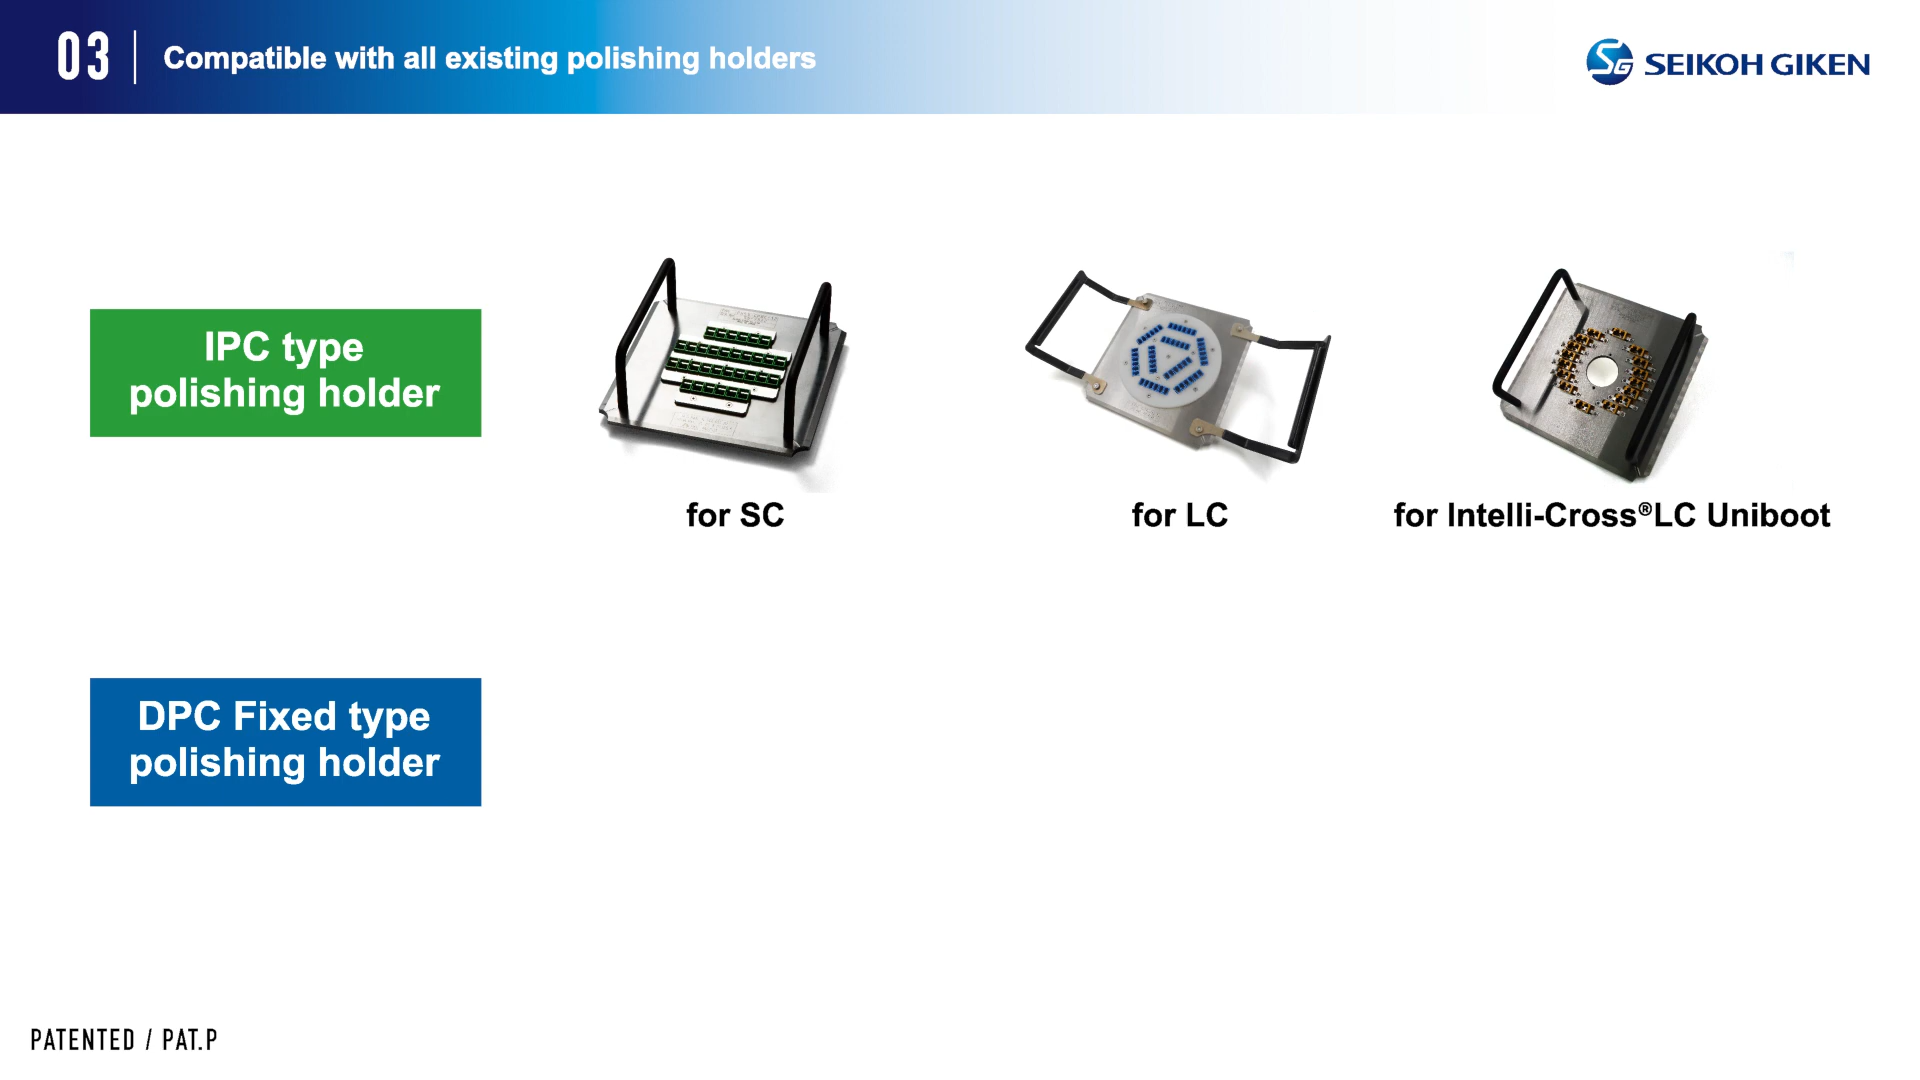 03
Compatible with all existing polishing holders
SG SEIKOH GIKEN
IPC type
polishing holder
for SC
for LC
for Intelli-Cross®LC Uniboot
DPC Fixed type
polishing holder
PATENTED / PAT.P